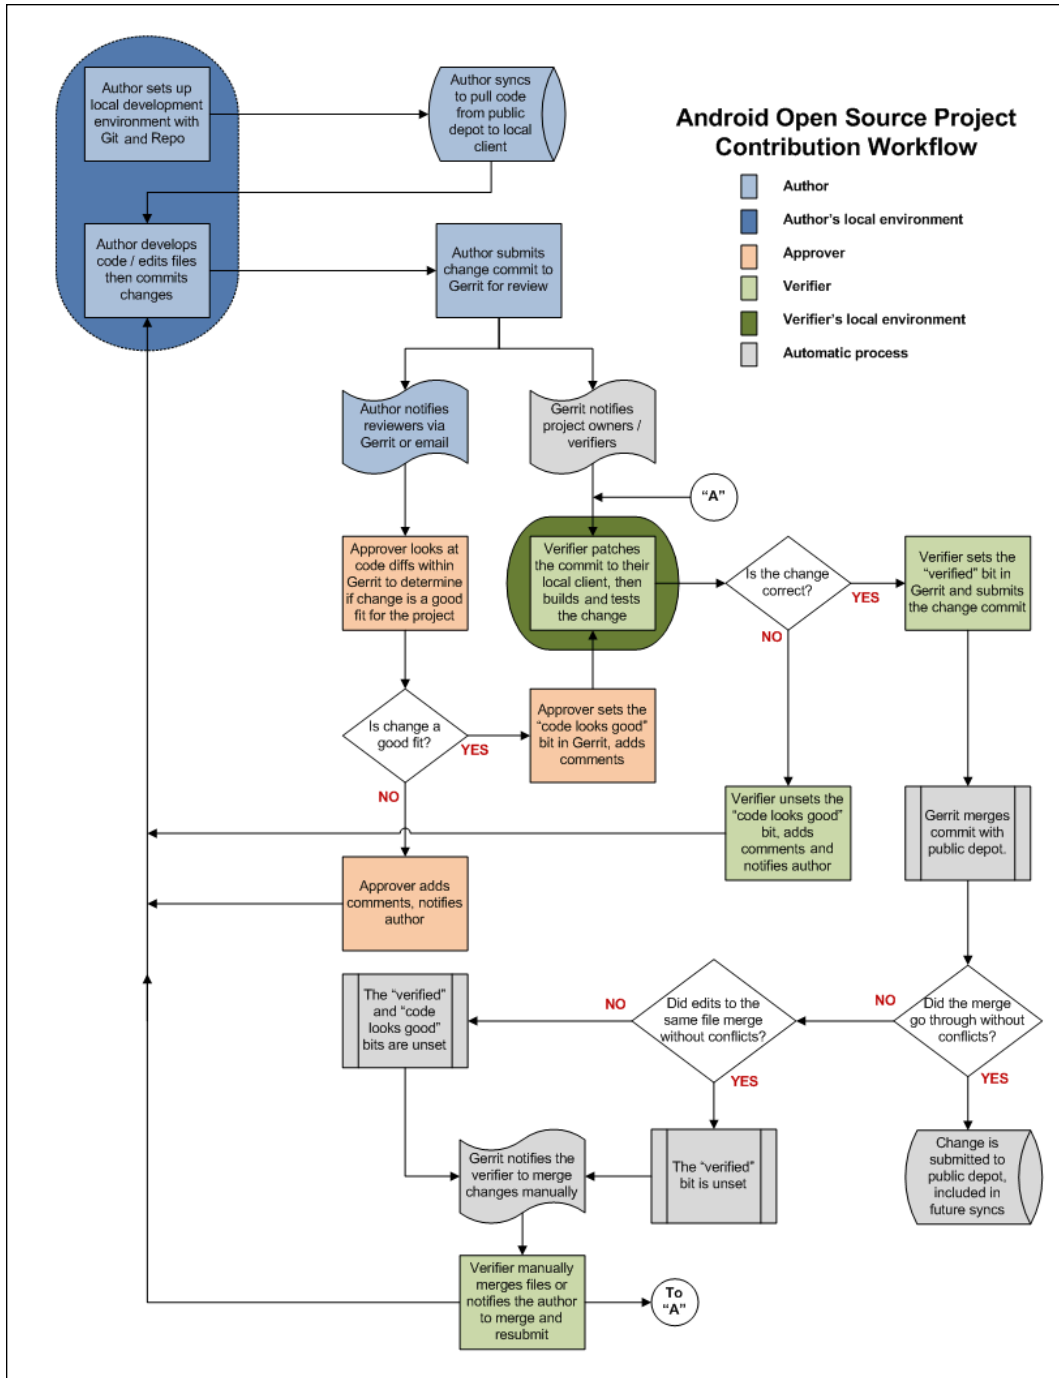 Author sets up
local development
environment with
Git and Repo
Author syncs
to pull code
from public
depot to local
client
Android Open Source Project
Contribution Workflow
Author
Author's local environment
Approver
Verifier
Verifier's local environment
Automatic process
Author develops
code / edits files
then commits
changes
Author submits
change commit to
Gerrit for review
Author notifies
reviewers via
Gerrit or email
Gerrit notifies
project owners /
verifiers
“A”
Approver looks at
code diffs within
Gerrit to determine
if change is a good
fit for the project
Verifier patches
the commit to their
local client, then
builds and tests
the change
Is the change
correct?
YES
NO
Verifier sets the
“verified” bit in
Gerrit and submits
the change commit
Is change a
good fit?
YES
NO
Approver sets the
“code looks good”
bit in Gerrit, adds
comments
Verifier unsets the
“code looks good”
bit, adds
comments and
notifies author
Gerrit merges
commit with
public depot.
Approver adds
comments, notifies
author
The “verified”
and “code
looks good”
bits are unset
NO
Did edits to the
same file merge
without conflicts?
YES
NO
Did the merge
go through without
conflicts?
YES
Gerrit notifies the
verifier to merge
changes manually
The “verified”
bit is unset
Change is
submitted to
public depot,
included in
future syncs
Verifier manually
merges files or
notifies the author
to merge and
resubmit
To
“A”